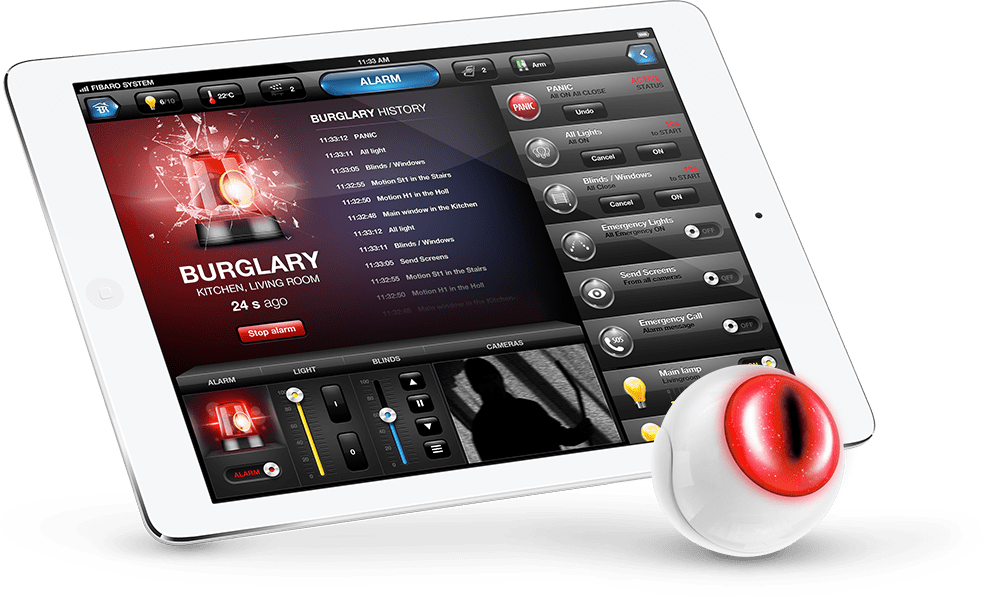 FIBARO SYSTEM
11:33 AM
6/10
22°C
2
ALARM
2
Arm
BURGLARY
KITCHEN, LIVING ROOM
24 s ago
Stop alarm
BURGLARY HISTORY
11:33:12 PANIC
11:33:11 All light
11:33:05 Blinds / Windows
11:32:55 Motion St1 in the Stairs
11:32:50 Motion H1 in the Holl
11:32:48 Main window in the Kitchen
11:33:12 All light
11:33:11 Blinds / Windows
11:33:05 Send Screens
11:32:55 Motion St1 in the Stairs
11:32:50 Motion H1 in the Holl
11:32:48 Main window in the Kitchen
PANIC
PANIC
All ON All CLOSE
ACTIVE
STATUS
Undo
All Lights
All ON
to START
Cancel
ON
Blinds / Windows
All Close
to START
Cancel
ON
Emergency Lights
All Emergency ON
OFF
Send Screens
From all cameras
OFF
SOS
Emergency Call
Alarm message
OFF
Main lamp
Livingroom
ON
ALARM
ALARM
LIGHT
100
80
60
40
20
0
I
0
BLINDS
100
80
60
40
20
0
CAMERAS